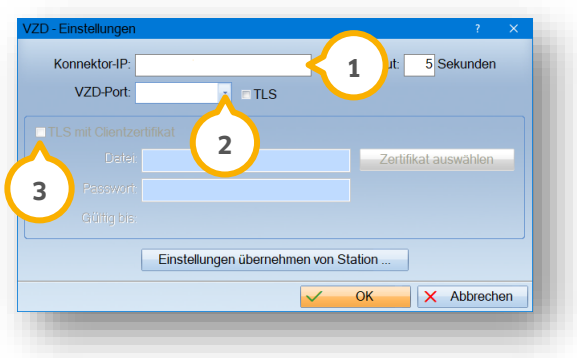 VZD - Einstellungen ? ×
Konnektor-IP: 1 ut: 5 Sekunden
VZD-Port: TLS
2
TLS mit Clientzertifikat
Datei: Zertifikat auswählen
3
Passwort:
Gültig bis:
Einstellungen übernehmen von Station ...
OK Abbrechen